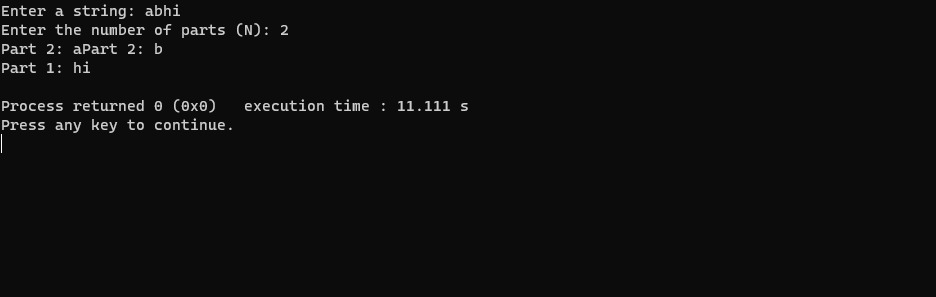 Enter a string: abhi
Enter the number of parts (N): 2
Part 2: aPart 2: b
Part 1: hi
Process returned 0 (0x0)   execution time : 11.111 s
Press any key to continue.